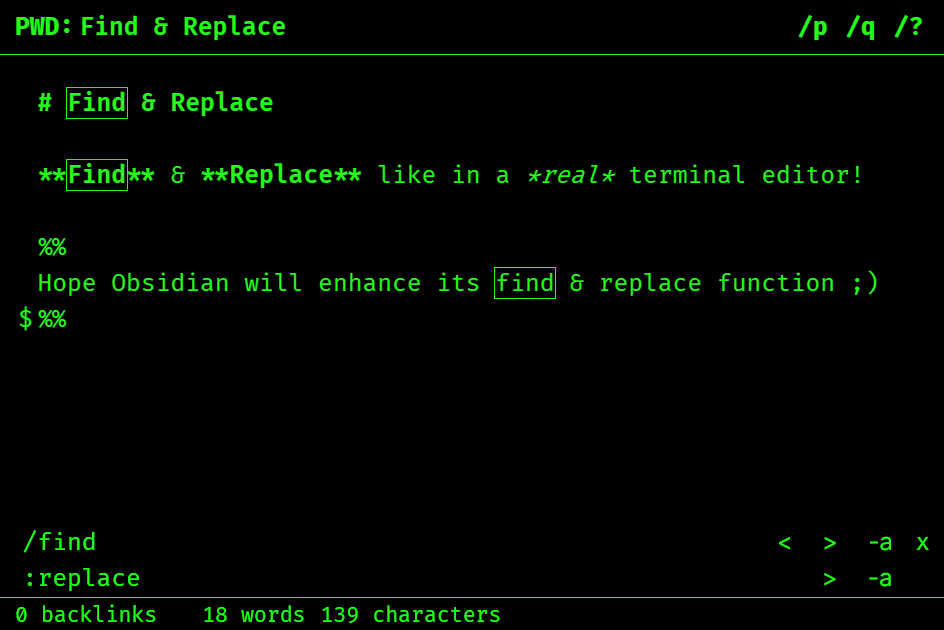 PWD: Find & Replace /p /q /?
# Find & Replace
**Find** & **Replace** like in a *real* terminal editor!
%%
Hope Obsidian will enhance its find & replace function ;)
$ %%
/find < > -a x
:replace > -a
0 backlinks 18 words 139 characters